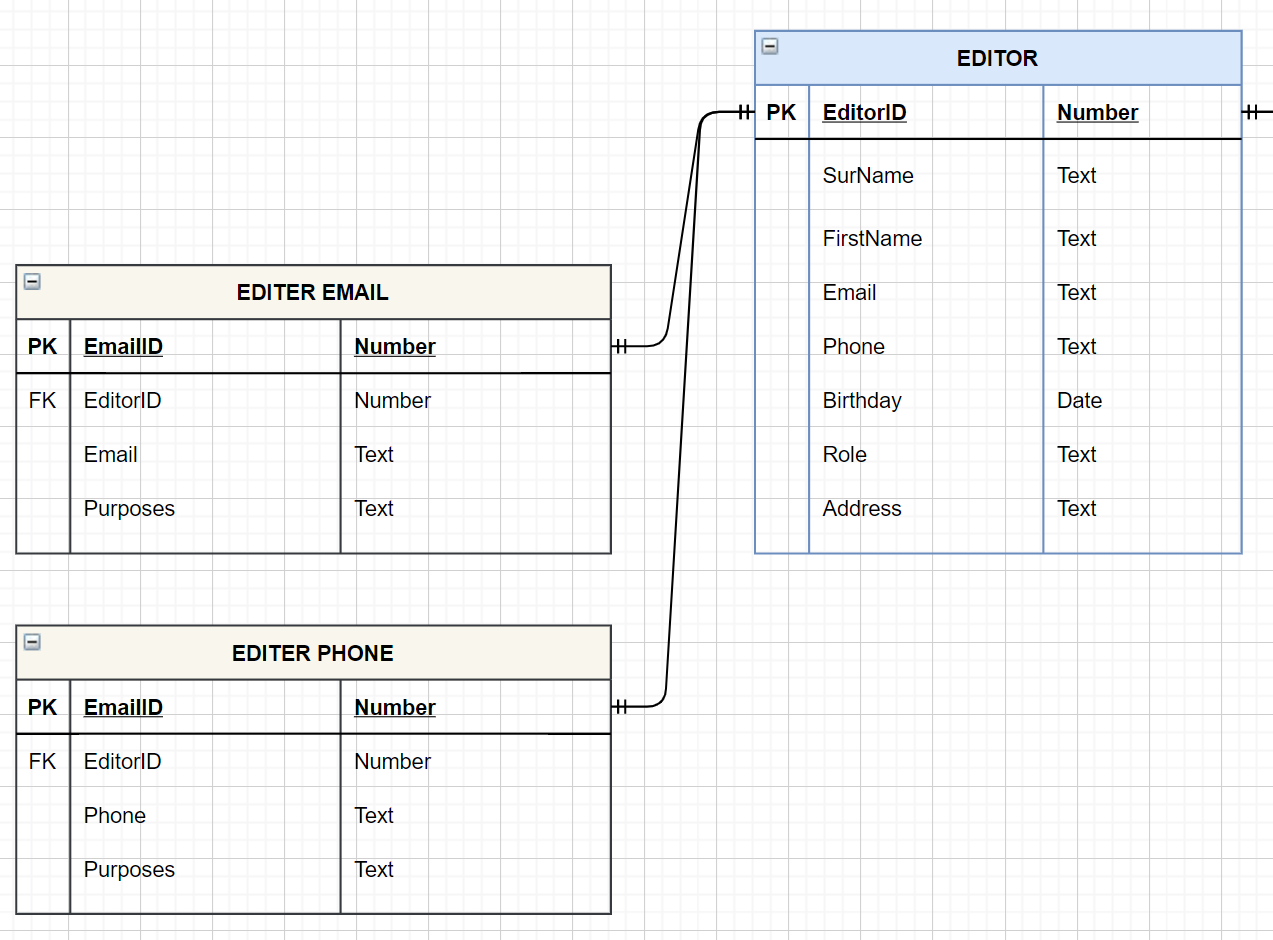 EDITOR
PK EditorID Number
SurName Text
FirstName Text
Email Text
Phone Text
Birthday Date
Role Text
Address Text
EDITER EMAIL
PK EmailID Number
FK EditorID Number
Email Text
Purposes Text
EDITER PHONE
PK EmailID Number
FK EditorID Number
Phone Text
Purposes Text